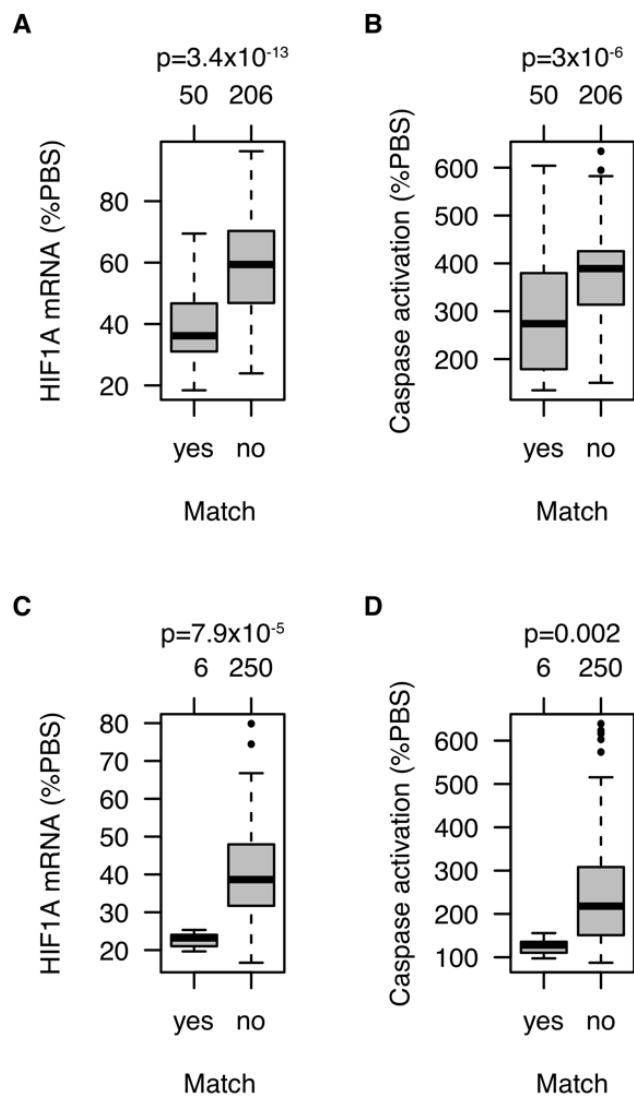 A
p=3.4x10⁻¹³
50 206
HIF1A mRNA (%PBS)
80
60
40
20
yes no
Match
B
p=3x10⁻⁶
50 206
Caspase activation (%PBS)
600
500
400
300
200
yes no
Match
C
p=7.9x10⁻⁵
6 250
HIF1A mRNA (%PBS)
80
70
60
50
40
30
20
yes no
Match
D
p=0.002
6 250
Caspase activation (%PBS)
600
500
400
300
200
100
yes no
Match